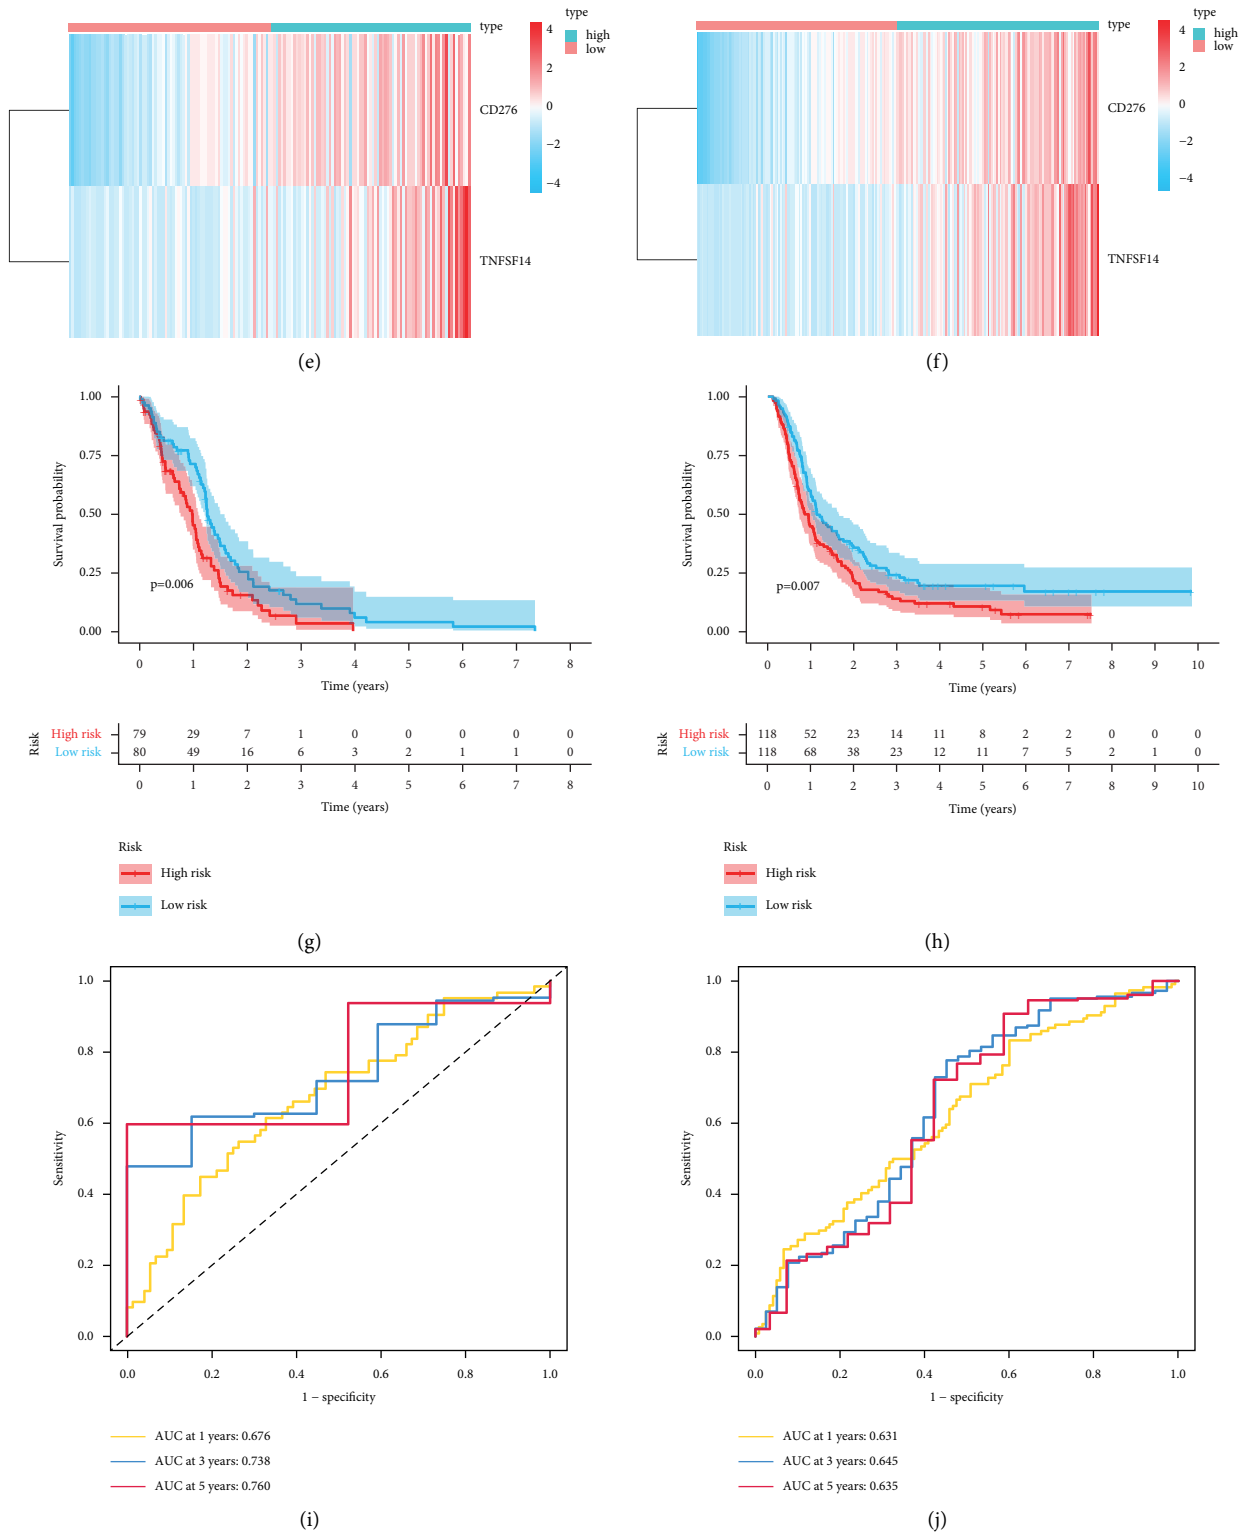 type
4
2
0
−2
−4
type
high
low
CD276
TNFSF14
(e)
type
4
2
0
−2
−4
type
high
low
CD276
TNFSF14
(f)
1.00
0.75
0.50
0.25
0.00
Survival probability
p=0.006
0 1 2 3 4 5 6 7 8
Time (years)
Risk
High risk 79 29 7 1 0 0 0 0 0
Low risk 80 49 16 6 3 2 1 1 0
0 1 2 3 4 5 6 7 8
Time (years)
Risk
High risk
Low risk
(g)
1.00
0.75
0.50
0.25
0.00
Survival probability
p=0.007
0 1 2 3 4 5 6 7 8 9 10
Time (years)
Risk
High risk 118 52 23 14 11 8 2 2 0 0 0
Low risk 118 68 38 23 12 11 7 5 2 1 0
0 1 2 3 4 5 6 7 8 9 10
Time (years)
Risk
High risk
Low risk
(h)
1.0
0.8
0.6
0.4
0.2
0.0
Sensitivity
0.0 0.2 0.4 0.6 0.8 1.0
1 − specificity
AUC at 1 years: 0.676
AUC at 3 years: 0.738
AUC at 5 years: 0.760
(i)
1.0
0.8
0.6
0.4
0.2
0.0
Sensitivity
0.0 0.2 0.4 0.6 0.8 1.0
1 − specificity
AUC at 1 years: 0.631
AUC at 3 years: 0.645
AUC at 5 years: 0.635
(j)